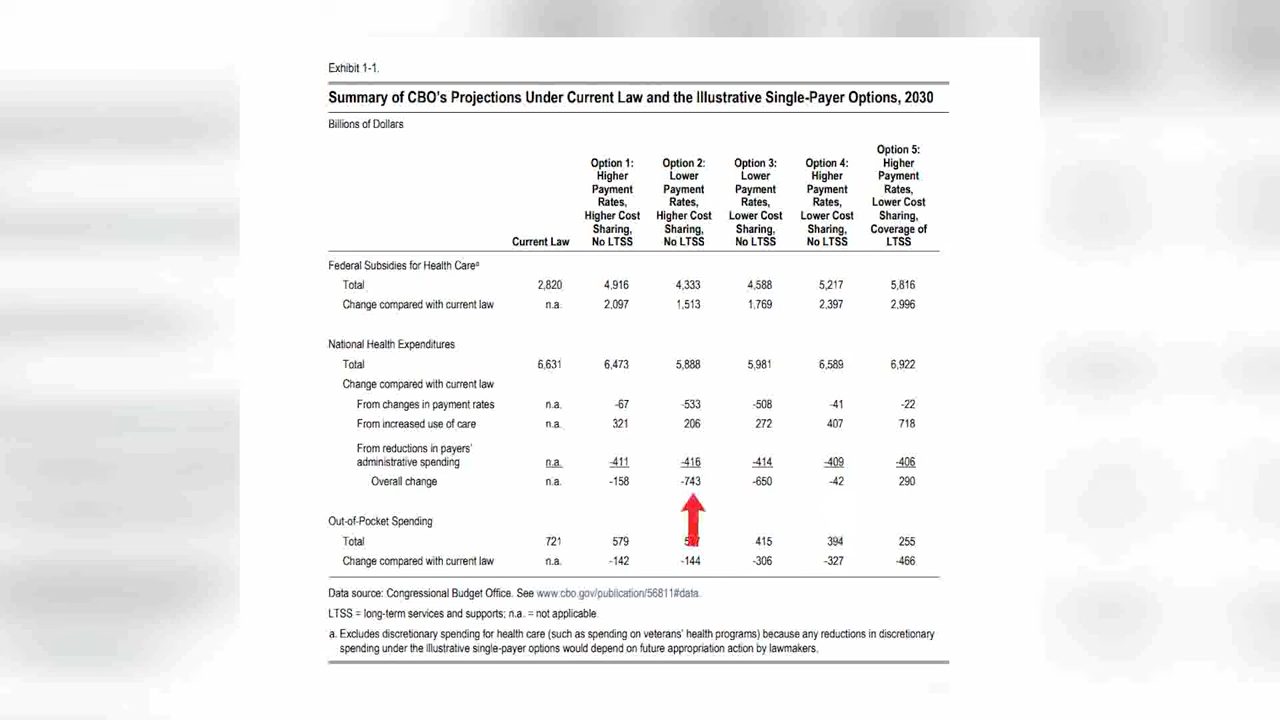 Exhibit 1-1.
Summary of CBO's Projections Under Current Law and the Illustrative Single-Payer Options, 2030
Billions of Dollars
Current Law
Option 1: Higher Payment Rates, Higher Cost Sharing, No LTSS
Option 2: Lower Payment Rates, Higher Cost Sharing, No LTSS
Option 3: Lower Payment Rates, Lower Cost Sharing, No LTSS
Option 4: Higher Payment Rates, Lower Cost Sharing, No LTSS
Option 5: Higher Payment Rates, Lower Cost Sharing, Coverage of LTSS
Federal Subsidies for Health Careᵃ
Total 2,820 4,916 4,333 4,588 5,217 5,816
Change compared with current law n.a. 2,097 1,513 1,769 2,397 2,996
National Health Expenditures
Total 6,631 6,473 5,888 5,981 6,589 6,922
Change compared with current law
From changes in payment rates n.a. -67 -533 -508 -41 -22
From increased use of care n.a. 321 206 272 407 718
From reductions in payers'
administrative spending n.a. -411 -416 -414 -409 -406
Overall change n.a. -158 -743 -650 -42 290
Out-of-Pocket Spending
Total 721 579 415 394 255
Change compared with current law n.a. -142 -144 -306 -327 -466
Data source: Congressional Budget Office. See www.cbo.gov/publication/56811#data.
LTSS = long-term services and supports; n.a. = not applicable
a. Excludes discretionary spending for health care (such as spending on veterans' health programs) because any reductions in discretionary
spending under the illustrative single-payer options would depend on future appropriation action by lawmakers.